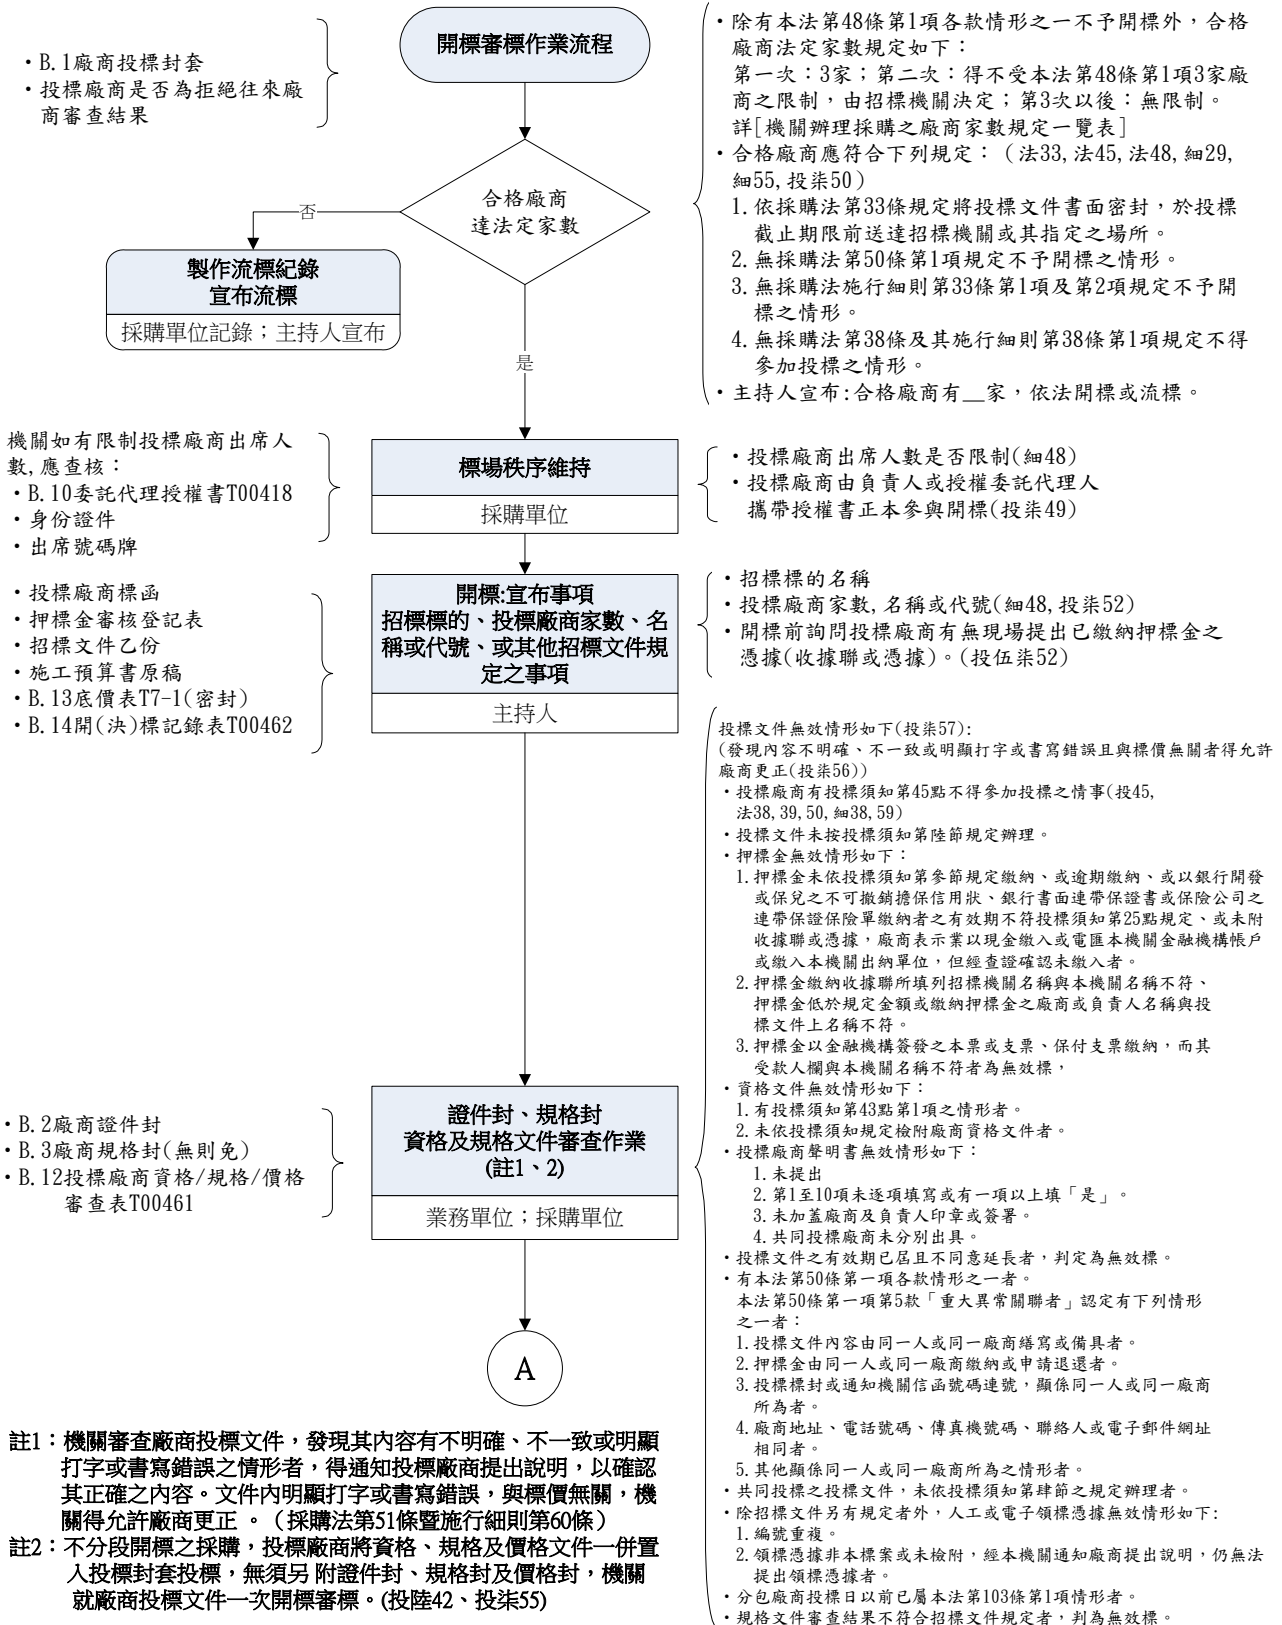 開標審標作業流程
・B.1廠商投標封套
・投標廠商是否為拒絕往來廠
商審查結果
・除有本法第48條第1項各款情形之一不予開標外，合格
廠商法定家數規定如下：
第一次：3家；第二次：得不受本法第48條第1項3家廠
商之限制，由招標機關決定；第3次以後：無限制。
詳[機關辦理採購之廠商家數規定一覽表]
・合格廠商應符合下列規定：（法33,法45,法48,細29,
細55,投柒50）
1.依採購法第33條規定將投標文件書面密封，於投標
截止期限前送達招標機關或其指定之場所。
2.無採購法第50條第1項規定不予開標之情形。
3.無採購法施行細則第33條第1項及第2項規定不予開
標之情形。
4.無採購法第38條及其施行細則第38條第1項規定不得
參加投標之情形。
・主持人宣布:合格廠商有__家，依法開標或流標。
合格廠商
達法定家數
否
製作流標紀錄
宣布流標
採購單位記錄；主持人宣布
是
機關如有限制投標廠商出席人
數,應查核：
・B.10委託代理授權書T00418
・身份證件
・出席號碼牌
標場秩序維持
採購單位
・投標廠商出席人數是否限制(細48)
・投標廠商由負責人或授權委託代理人
攜帶授權書正本參與開標(投柒49)
・投標廠商標函
・押標金審核登記表
・招標文件乙份
・施工預算書原稿
・B.13底價表T7-1(密封)
・B.14開(決)標記錄表T00462
開標:宣布事項
招標標的、投標廠商家數、名
稱或代號、或其他招標文件規
定之事項
主持人
・招標標的名稱
・投標廠商家數,名稱或代號(細48,投柒52)
・開標前詢問投標廠商有無現場提出已繳納押標金之
憑據(收據聯或憑據)。(投伍柒52)
投標文件無效情形如下(投柒57):
(發現內容不明確、不一致或明顯打字或書寫錯誤且與標價無關者得允許
廠商更正(投柒56))
・投標廠商有投標須知第45點不得參加投標之情事(投45,
法38,39,50,細38,59)
・投標文件未按投標須知第陸節規定辦理。
・押標金無效情形如下：
1.押標金未依投標須知第參節規定繳納、或逾期繳納、或以銀行開發
或保兌之不可撤銷擔保信用狀、銀行書面連帶保證書或保險公司之
連帶保證保險單繳納者之有效期不符投標須知第25點規定、或未附
收據聯或憑據，廠商表示業以現金繳入或電匯本機關金融機構帳戶
或繳入本機關出納單位，但經查證確認未繳入者。
2.押標金繳納收據聯所填列招標機關名稱與本機關名稱不符、
押標金低於規定金額或繳納押標金之廠商或負責人名稱與投
標文件上名稱不符。
3.押標金以金融機構簽發之本票或支票、保付支票繳納，而其
受款人欄與本機關名稱不符者為無效標，
・資格文件無效情形如下：
1.有投標須知第43點第1項之情形者。
2.未依投標須知規定檢附廠商資格文件者。
・投標廠商聲明書無效情形如下：
1.未提出
2.第1至10項未逐項填寫或有一項以上填「是」。
3.未加蓋廠商及負責人印章或簽署。
4.共同投標廠商未分別出具。
・投標文件之有效期已屆且不同意延長者，判定為無效標。
・有本法第50條第一項各款情形之一者。
本法第50條第一項第5款「重大異常關聯者」認定有下列情形
之一者：
1.投標文件內容由同一人或同一廠商繕寫或備具者。
2.押標金由同一人或同一廠商繳納或申請退還者。
3.投標標封或通知機關信函號碼連號，顯係同一人或同一廠商
所為者。
4.廠商地址、電話號碼、傳真機號碼、聯絡人或電子郵件網址
相同者。
5.其他顯係同一人或同一廠商所為之情形者。
・共同投標之投標文件，未依投標須知第肆節之規定辦理者。
・除招標文件另有規定者外，人工或電子領標憑據無效情形如下:
1.編號重複。
2.領標憑據非本標案或未檢附，經本機關通知廠商提出說明，仍無法
提出領標憑據者。
・分包廠商投標日以前已屬本法第103條第1項情形者。
・規格文件審查結果不符合招標文件規定者，判為無效標。
・B.2廠商證件封
・B.3廠商規格封(無則免)
・B.12投標廠商資格/規格/價格
審查表T00461
證件封、規格封
資格及規格文件審查作業
(註1、2)
業務單位；採購單位
A
註1：機關審查廠商投標文件，發現其內容有不明確、不一致或明顯
打字或書寫錯誤之情形者，得通知投標廠商提出說明，以確認
其正確之內容。文件內明顯打字或書寫錯誤，與標價無關，機
關得允許廠商更正 。（採購法第51條暨施行細則第60條）
註2：不分段開標之採購，投標廠商將資格、規格及價格文件一併置
入投標封套投標，無須另 附證件封、規格封及價格封，機關
就廠商投標文件一次開標審標。(投陸42、投柒55)